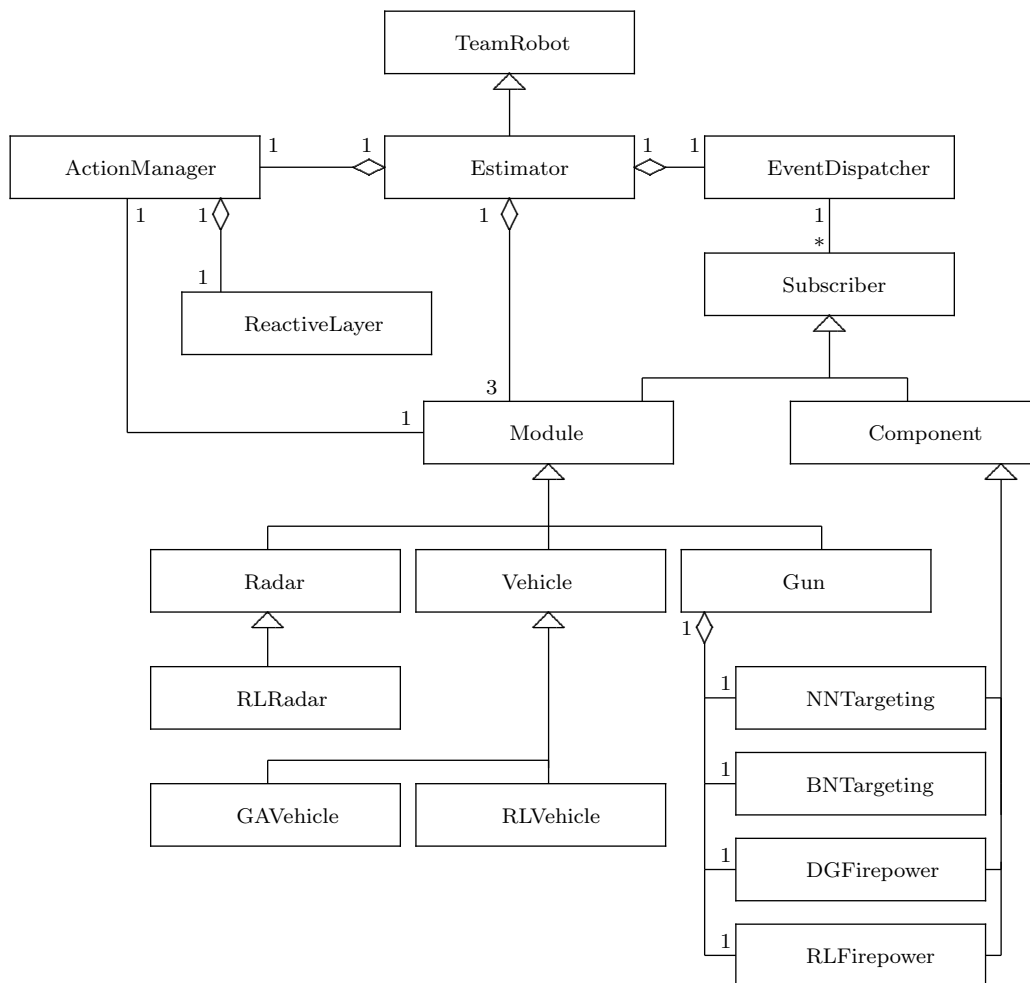 TeamRobot
1 1 1 1
ActionManager Estimator EventDispatcher
1 1 1 1
*
1 Subscriber
ReactiveLayer
3
1 Module Component
Radar Vehicle Gun
1
1 NNTargeting
RLRadar
1 BNTargeting
GAVehicle RLVehicle
1 DGFirepower
1 RLFirepower